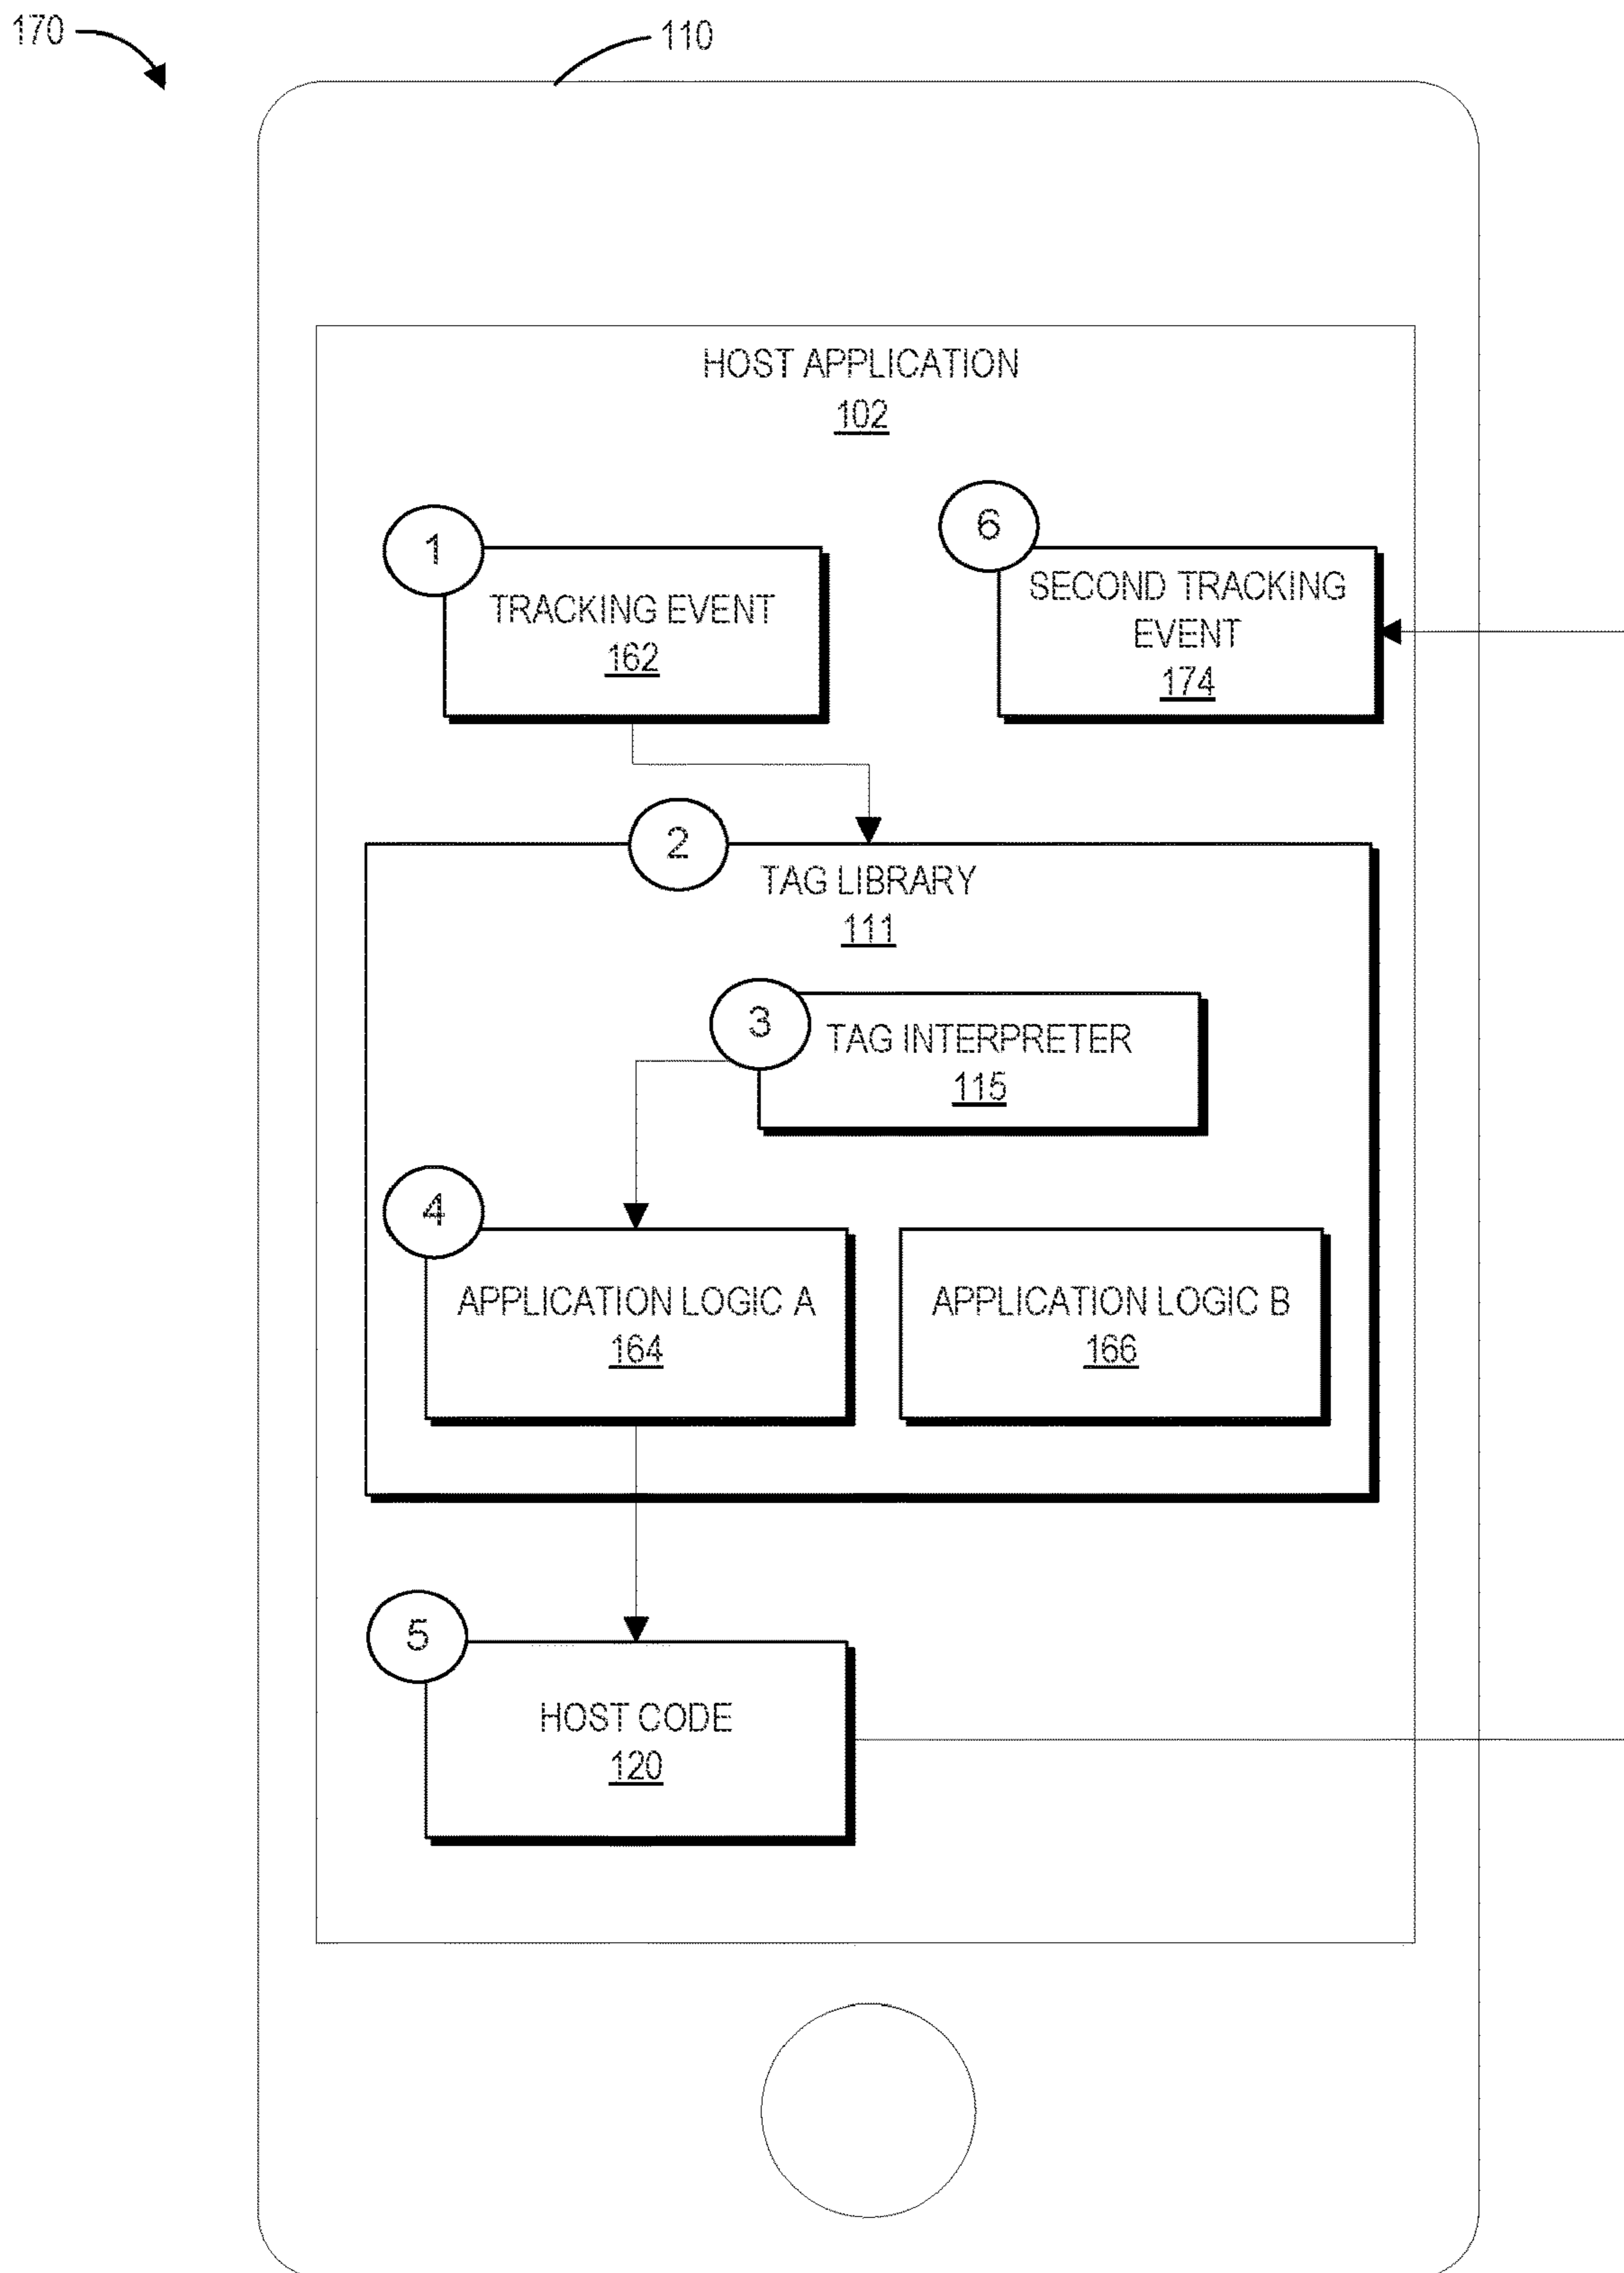 170
110
HOST APPLICATION
102
1
6
TRACKING EVENT
162
SECOND TRACKING
EVENT
174
2
TAG LIBRARY
111
3
TAG INTERPRETER
115
4
APPLICATION LOGIC A
164
APPLICATION LOGIC B
166
5
HOST CODE
120